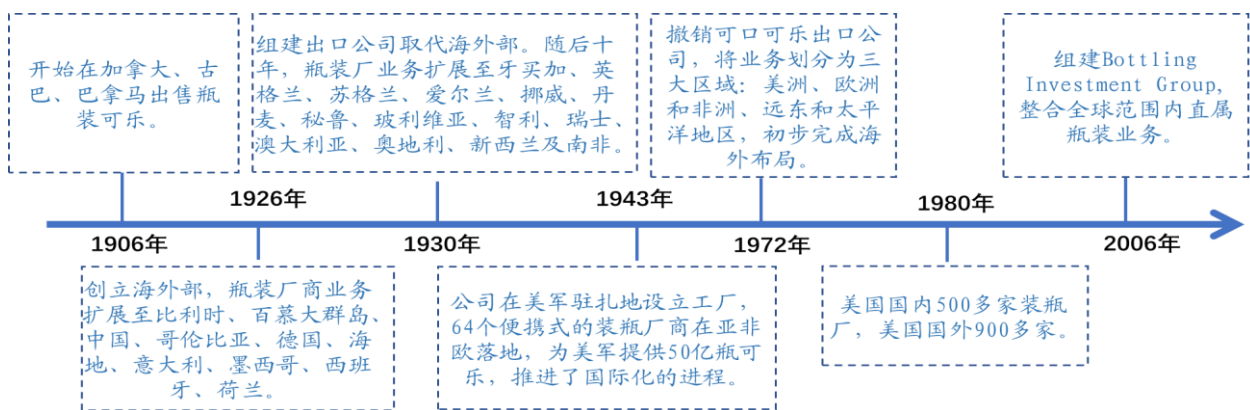 开始在加拿大、古
巴、巴拿马出售瓶
装可乐。
组建出口公司取代海外部。随后十
年，瓶装厂业务扩展至牙买加、英
格兰、苏格兰、爱尔兰、挪威、丹
麦、秘鲁、玻利维亚、智利、瑞士、
澳大利亚、奥地利、新西兰及南非。
撤销可口可乐出口公
司，将业务划分为三
大区域：美洲、欧洲
和非洲、远东和太平
洋地区，初步完成海
外布局。
组建Bottling
Investment Group,
整合全球范围内直属
瓶装业务。
1926年
1943年
1980年
1906年
1930年
1972年
2006年
创立海外部，瓶装厂商业务
扩展至比利时、百慕大群岛、
中国、哥伦比亚、德国、海
地、意大利、墨西哥、西班
牙、荷兰。
公司在美军驻扎地设立工厂，
64个便携式的装瓶厂商在亚非
欧落地，为美军提供50亿瓶可
乐，推进了国际化的进程。
美国国内500多家装瓶
厂，美国国外900多家。